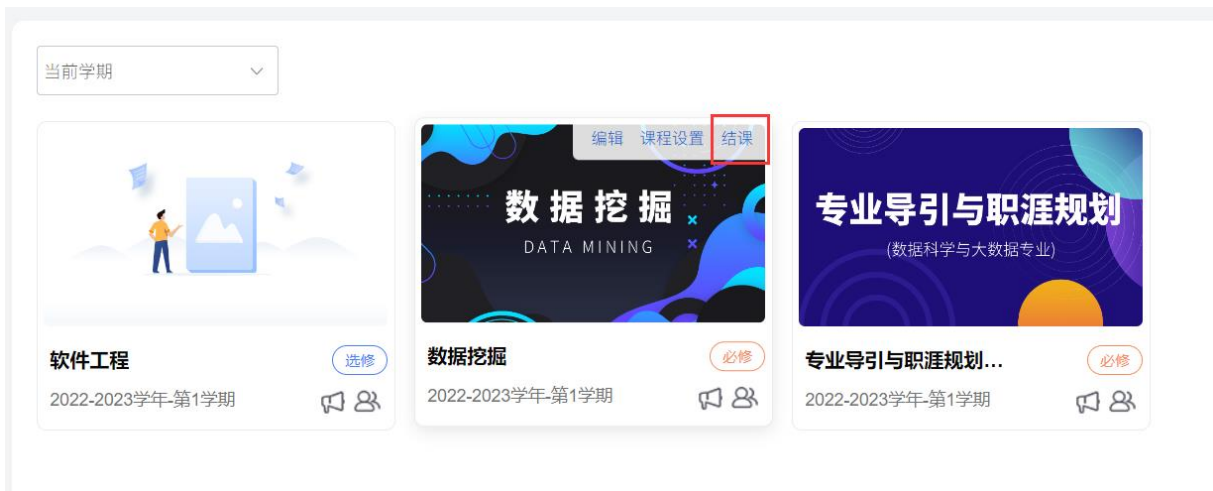 当前学期
编辑 课程设置 结课
数据挖掘
DATA MINING
专业导引与职涯规划
(数据科学与大数据专业)
软件工程
选修
2022-2023学年-第1学期
数据挖掘
必修
2022-2023学年-第1学期
专业导引与职涯规划...
必修
2022-2023学年-第1学期